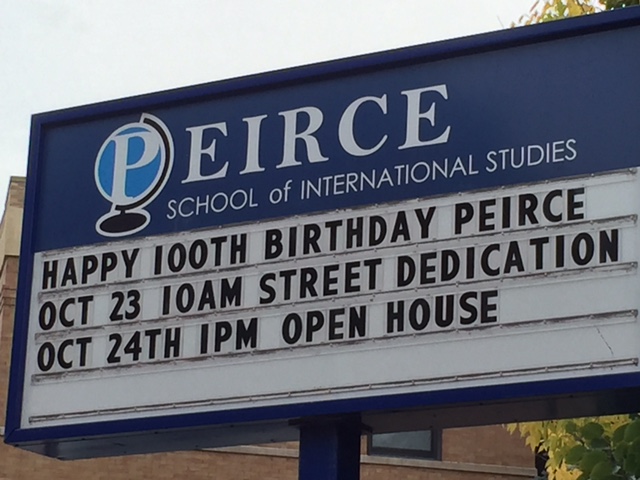 PEIRCE
SCHOOL of INTERNATIONAL STUDIES
HAPPY 100TH BIRTHDAY PEIRCE
OCT 23 10AM STREET DEDICATION
OCT 24TH 1PM OPEN HOUSE